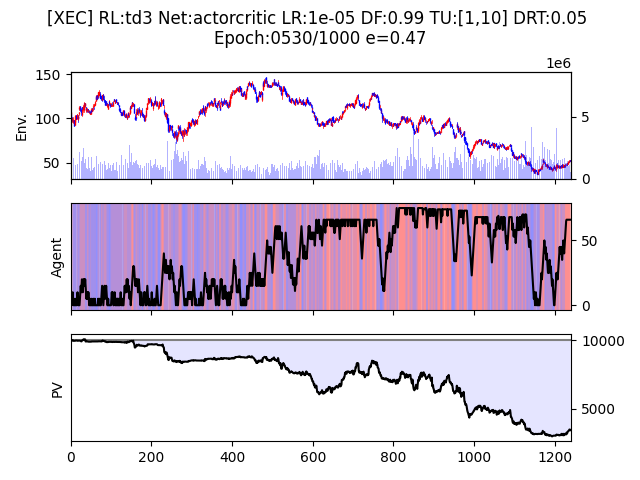 [XEC] RL:td3 Net:actorcritic LR:1e-05 DF:0.99 TU:[1,10] DRT:0.05
Epoch:0530/1000 e=0.47
1e6
150
100
50
Env.
5
0
Agent
50
0
PV
10000
5000
0 200 400 600 800 1000 1200